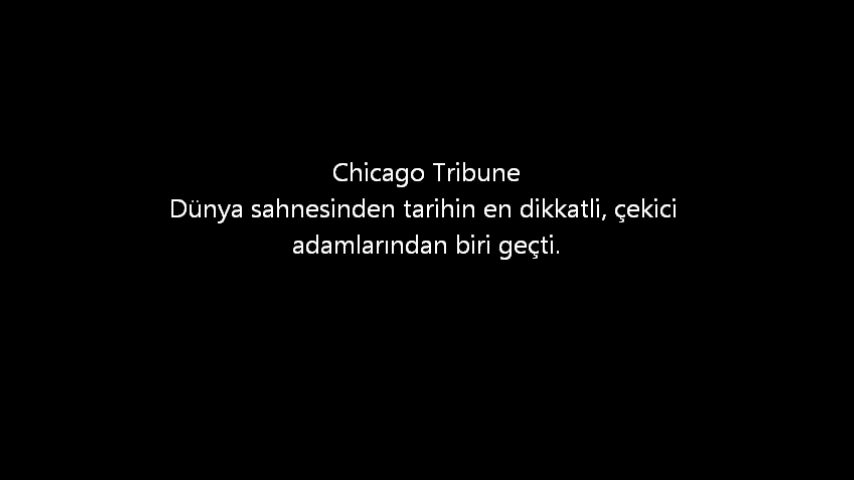 Chicago Tribune
Dünya sahnesinden tarihin en dikkatli, çekici
adamlarından biri geçti.